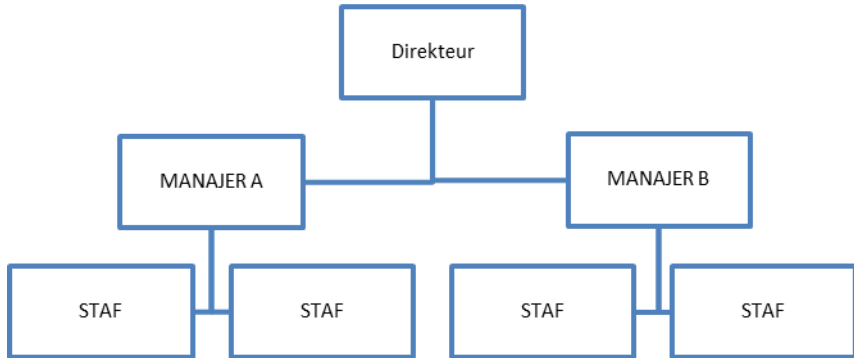 Direkteur
MANAJER A
MANAJER B
STAF
STAF
STAF
STAF